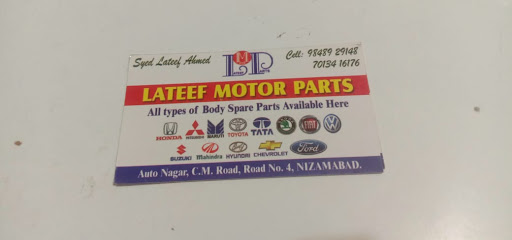 Syed Lateef Ahmed
Cell: 98489 29148
70134 16176
LMP
LATEEF MOTOR PARTS
All types of Body Spare Parts Available Here
HONDA MITSUBISHI MARUTI TOYOTA TATA
SUZUKI Mahindra HYUNDAI CHEVROLET Ford
Auto Nagar, C.M. Road, Road No. 4, NIZAMABAD.